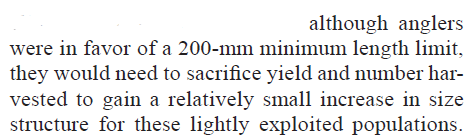 although anglers
were in favor of a 200-mm minimum length limit,
they would need to sacrifice yield and number har-
vested to gain a relatively small increase in size
structure for these lightly exploited populations.